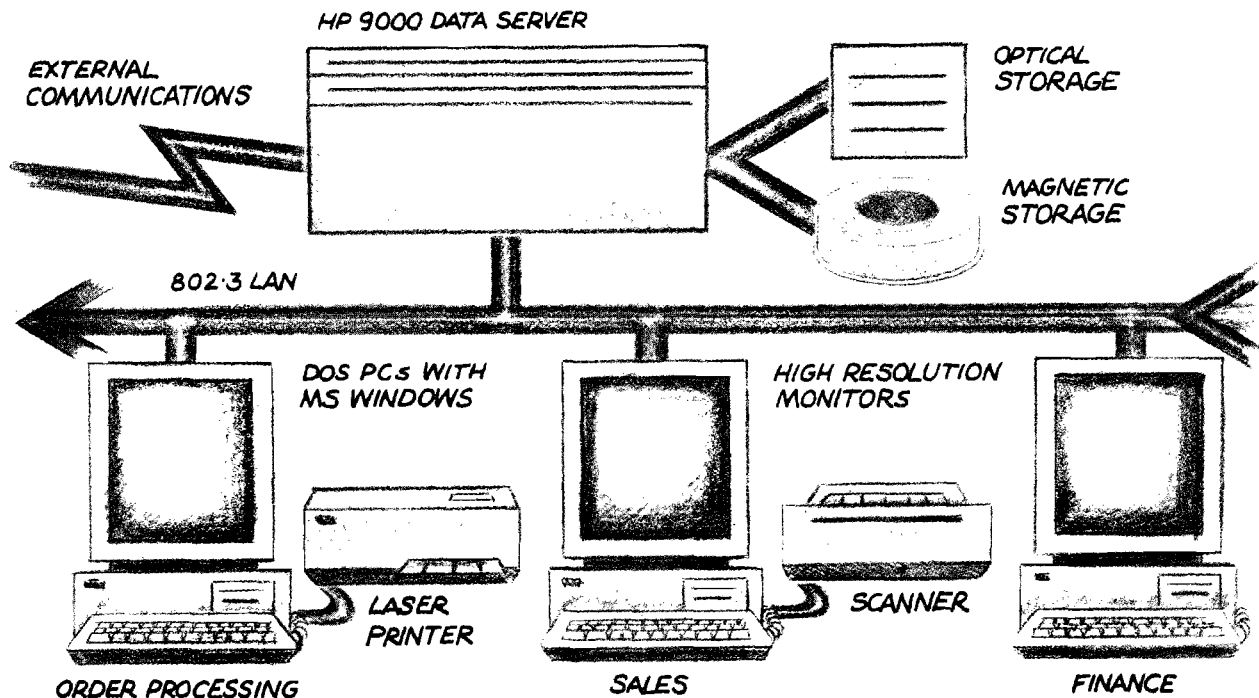 HP 9000 DATA SERVER
EXTERNAL
COMMUNICATIONS
OPTICAL
STORAGE
MAGNETIC
STORAGE
802·3 LAN
DOS PCs WITH
MS WINDOWS
HIGH RESOLUTION
MONITORS
LASER
PRINTER
SCANNER
ORDER PROCESSING
SALES
FINANCE